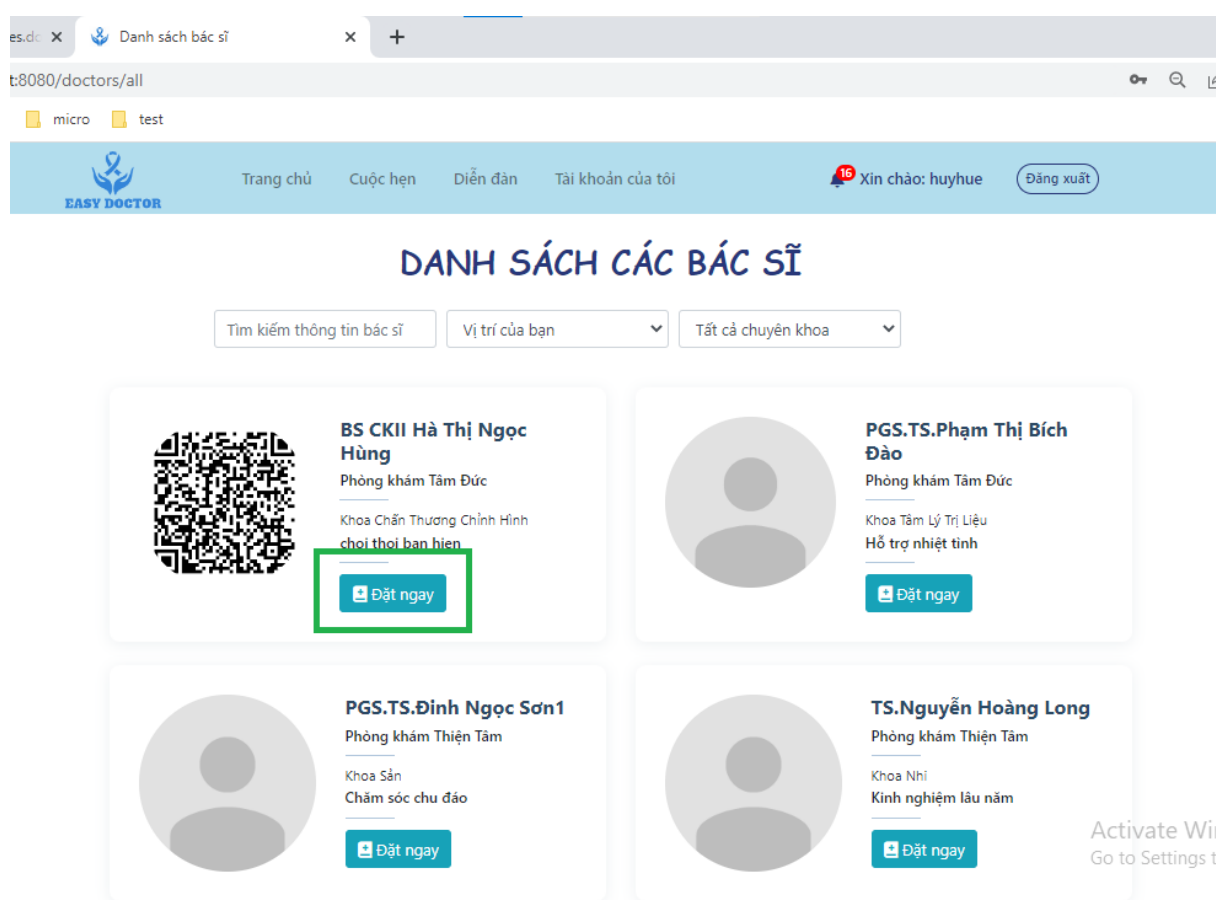 es.dc
Danh sách bác sĩ
t:8080/doctors/all
micro
test
EASY DOCTOR
Trang chủ
Cuộc hẹn
Diễn đàn
Tài khoản của tôi
16
Xin chào: huyhue
Đăng xuất
DANH SÁCH CÁC BÁC SĨ
Tìm kiếm thông tin bác sĩ
Vị trí của bạn
Tất cả chuyên khoa
BS CKII Hà Thị Ngọc
Hùng
Phòng khám Tâm Đức
Khoa Chấn Thương Chỉnh Hình
choi thoi ban hien
Đặt ngay
PGS.TS.Phạm Thị Bích
Đào
Phòng khám Tâm Đức
Khoa Tâm Lý Trị Liệu
Hỗ trợ nhiệt tình
Đặt ngay
PGS.TS.Đinh Ngọc Sơn1
Phòng khám Thiện Tâm
Khoa Sản
Chăm sóc chu đáo
Đặt ngay
TS.Nguyễn Hoàng Long
Phòng khám Thiện Tâm
Khoa Nhi
Kinh nghiệm lâu năm
Đặt ngay
Activate Wi
Go to Settings t